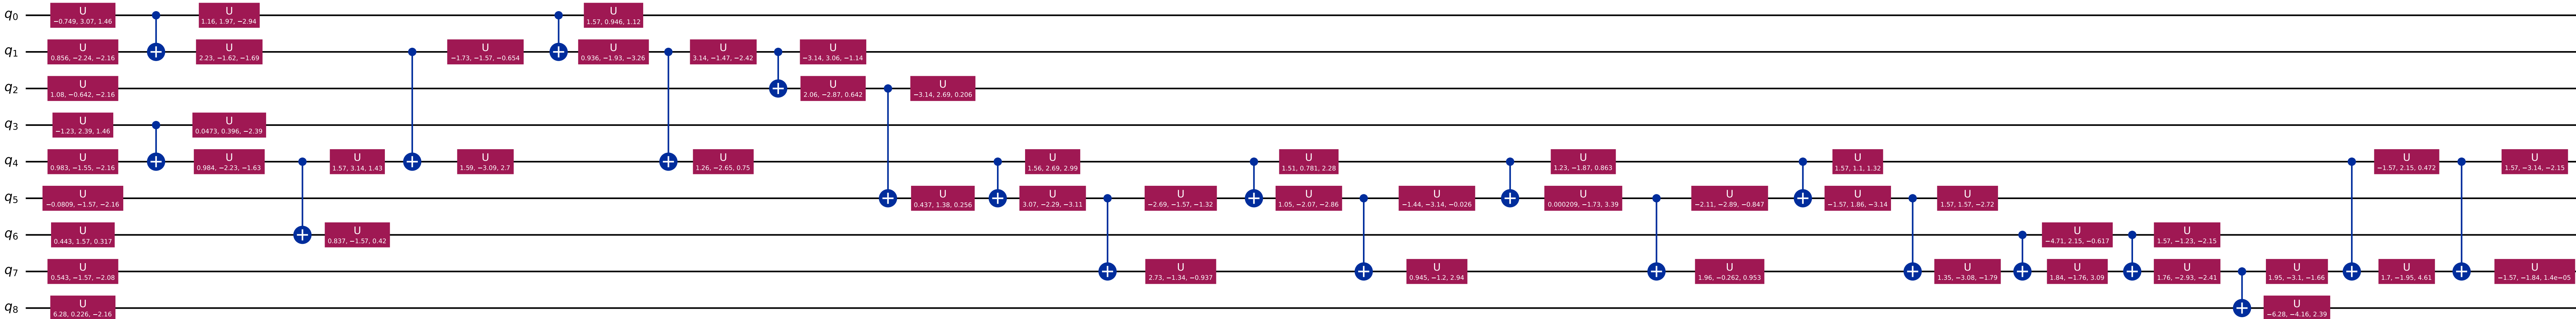 q0 U −0.749, 3.07, 1.46 U 1.16, 1.97, −2.94 U 1.57, 0.946, 1.12
q1 U 0.856, −2.24, −2.16 U 2.23, −1.62, −1.69 U −1.73, −1.57, −0.654 U 0.936, −1.93, −3.26 U 3.14, −1.47, −2.42 U −3.14, 3.06, −1.14
q2 U 1.08, −0.642, −2.16 U 2.06, −2.87, 0.642 U −3.14, 2.69, 0.206
q3 U −1.23, 2.39, 1.46 U 0.0473, 0.396, −2.39
q4 U 0.983, −1.55, −2.16 U 0.984, −2.23, −1.63 U 1.57, 3.14, 1.43 U 1.59, −3.09, 2.7 U 1.26, −2.65, 0.75 U 1.56, 2.69, 2.99 U 1.51, 0.781, 2.28 U 1.23, −1.87, 0.863 U 1.57, 1.1, 1.32 U −1.57, 2.15, 0.472 U 1.57, −3.14, −2.15
q5 U −0.0809, −1.57, −2.16 U 0.437, 1.38, 0.256 U 3.07, −2.29, −3.11 U −2.69, −1.57, −1.32 U 1.05, −2.07, −2.86 U −1.44, −3.14, −0.026 U 0.000209, −1.73, 3.39 U −2.11, −2.89, −0.847 U −1.57, 1.86, −3.14 U 1.57, 1.57, −2.72
q6 U 0.443, 1.57, 0.317 U 0.837, −1.57, 0.42 U −4.71, 2.15, −0.617 U 1.57, −1.23, −2.15
q7 U 0.543, −1.57, −2.08 U 2.73, −1.34, −0.937 U 0.945, −1.2, 2.94 U 1.96, −0.262, 0.953 U 1.35, −3.08, −1.79 U 1.84, −1.76, 3.09 U 1.76, −2.93, −2.41 U 1.95, −3.1, −1.66 U 1.7, −1.95, 4.61 U −1.57, −1.84, 1.4e−05
q8 U 6.28, 0.226, −2.16 U −6.28, −4.16, 2.39